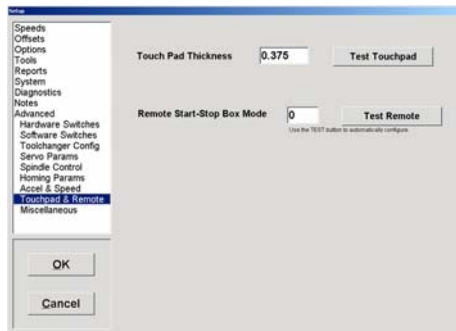 Setup
Speeds
Offsets
Options
Tools
Reports
System
Diagnostics
Notes
Advanced
Hardware Switches
Software Switches
Toolchanger Config
Servo Params
Spindle Control
Homing Params
Accel & Speed
Touchpad & Remote
Miscellaneous
OK
Cancel
Touch Pad Thickness 0.375 Test Touchpad
Remote Start-Stop Box Mode 0 Test Remote
Use the TEST button to automatically configure.